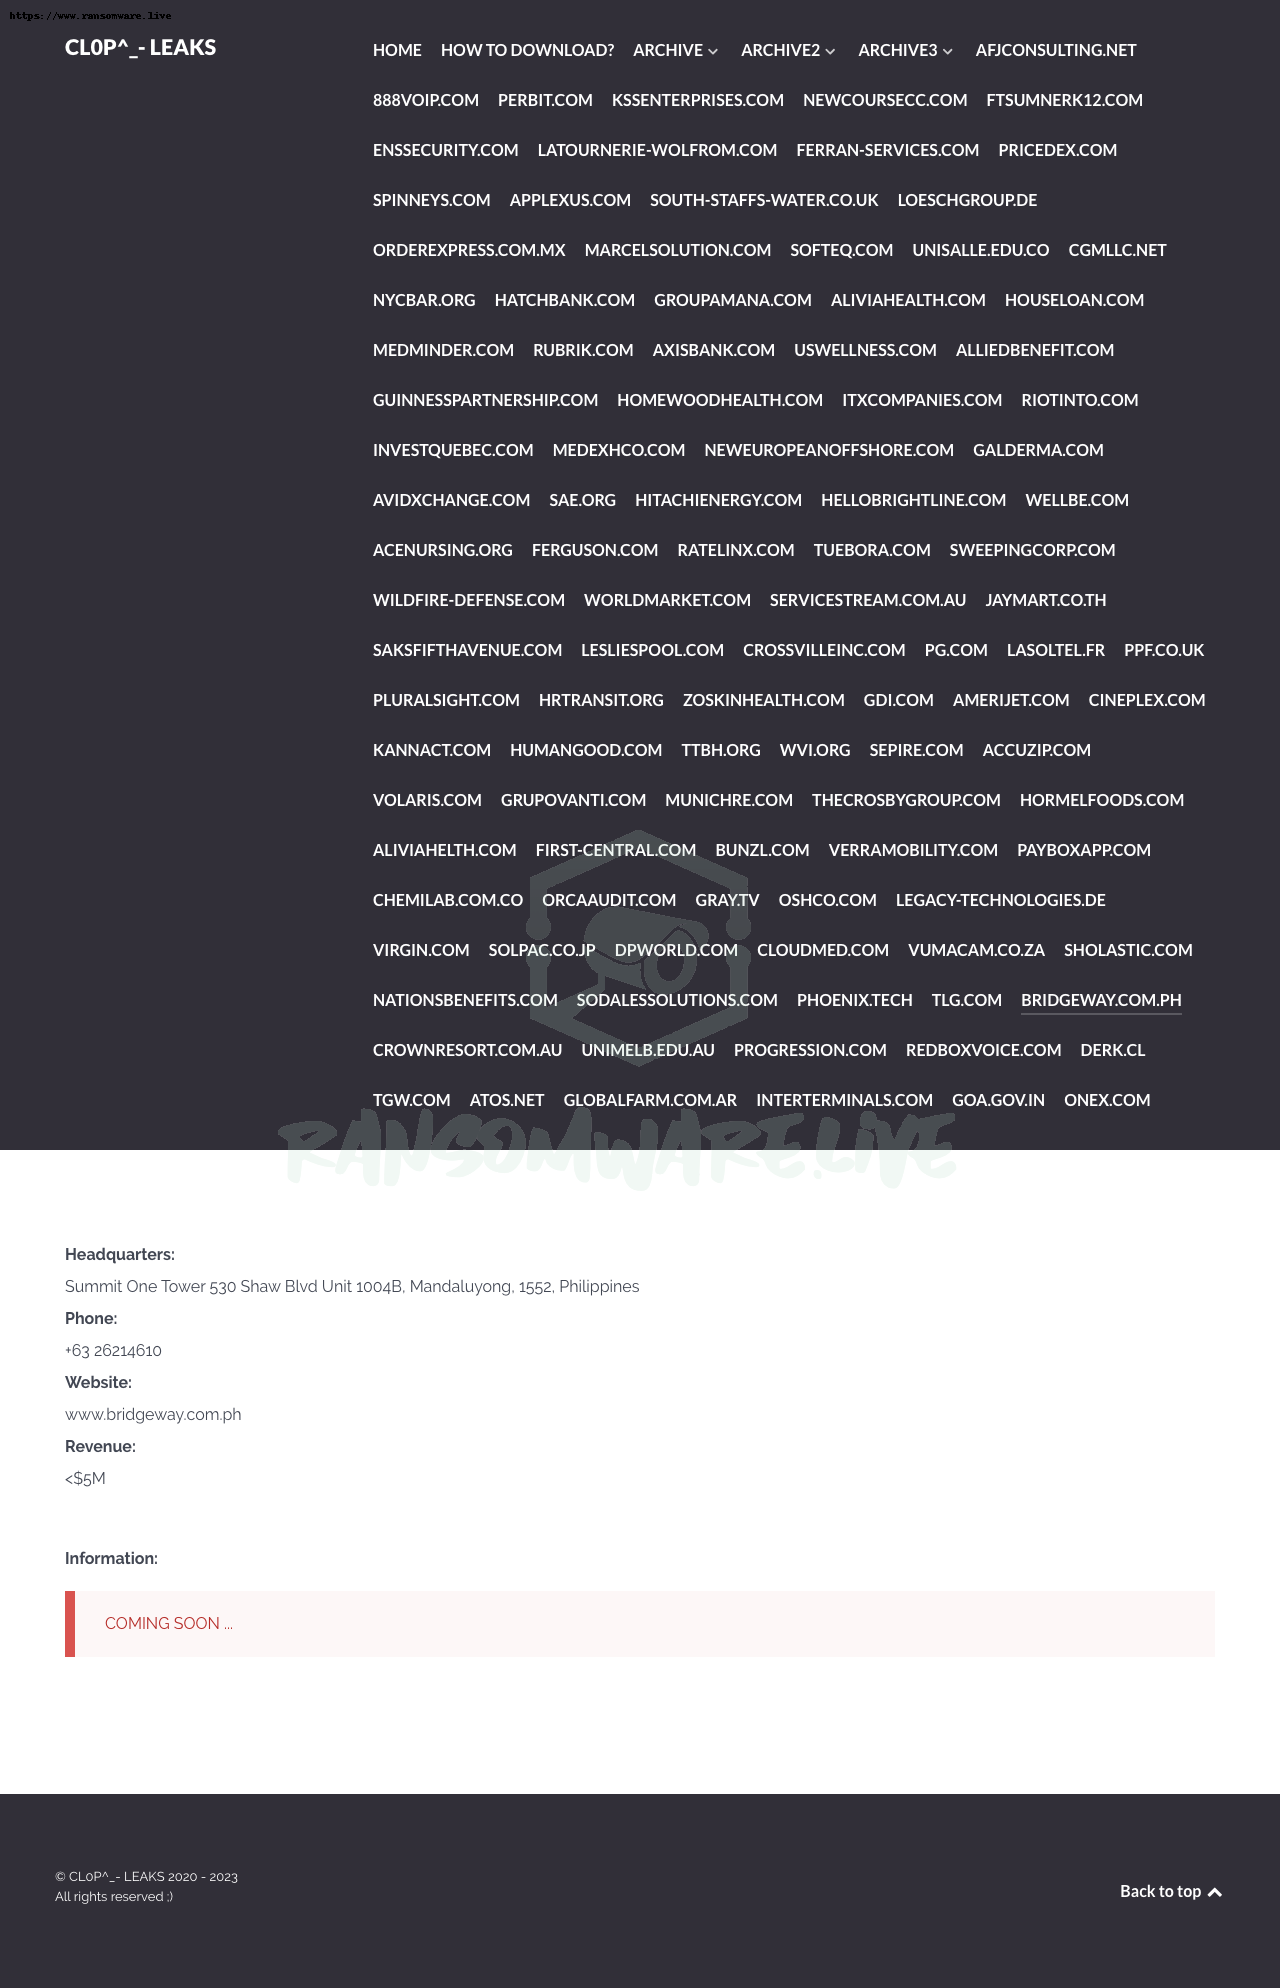 https://www.ransomware.live
CL0P^_- LEAKS
HOME HOW TO DOWNLOAD? ARCHIVE ARCHIVE2 ARCHIVE3 AFJCONSULTING.NET
888VOIP.COM PERBIT.COM KSSENTERPRISES.COM NEWCOURSECC.COM FTSUMNERK12.COM
ENSSECURITY.COM LATOURNERIE-WOLFROM.COM FERRAN-SERVICES.COM PRICEDEX.COM
SPINNEYS.COM APPLEXUS.COM SOUTH-STAFFS-WATER.CO.UK LOESCHGROUP.DE
ORDEREXPRESS.COM.MX MARCELSOLUTION.COM SOFTEQ.COM UNISALLE.EDU.CO CGMLLC.NET
NYCBAR.ORG HATCHBANK.COM GROUPAMANA.COM ALIVIAHEALTH.COM HOUSELOAN.COM
MEDMINDER.COM RUBRIK.COM AXISBANK.COM USWELLNESS.COM ALLIEDBENEFIT.COM
GUINNESSPARTNERSHIP.COM HOMEWOODHEALTH.COM ITXCOMPANIES.COM RIOTINTO.COM
INVESTQUEBEC.COM MEDEXHCO.COM NEWEUROPEANOFFSHORE.COM GALDERMA.COM
AVIDXCHANGE.COM SAE.ORG HITACHIENERGY.COM HELLOBRIGHTLINE.COM WELLBE.COM
ACENURSING.ORG FERGUSON.COM RATELINX.COM TUEBORA.COM SWEEPINGCORP.COM
WILDFIRE-DEFENSE.COM WORLDMARKET.COM SERVICESTREAM.COM.AU JAYMART.CO.TH
SAKSFIFTHAVENUE.COM LESLIESPOOL.COM CROSSVILLEINC.COM PG.COM LASOLTEL.FR PPF.CO.UK
PLURALSIGHT.COM HRTRANSIT.ORG ZOSKINHEALTH.COM GDI.COM AMERIJET.COM CINEPLEX.COM
KANNACT.COM HUMANGOOD.COM TTBH.ORG WVI.ORG SEPIRE.COM ACCUZIP.COM
VOLARIS.COM GRUPOVANTI.COM MUNICHRE.COM THECROSBYGROUP.COM HORMELFOODS.COM
ALIVIAHELTH.COM FIRST-CENTRAL.COM BUNZL.COM VERRAMOBILITY.COM PAYBOXAPP.COM
CHEMILAB.COM.CO ORCAAUDIT.COM GRAY.TV OSHCO.COM LEGACY-TECHNOLOGIES.DE
VIRGIN.COM SOLPAC.CO.JP DPWORLD.COM CLOUDMED.COM VUMACAM.CO.ZA SHOLASTIC.COM
NATIONSBENEFITS.COM SODALESSOLUTIONS.COM PHOENIX.TECH TLG.COM BRIDGEWAY.COM.PH
CROWNRESORT.COM.AU UNIMELB.EDU.AU PROGRESSION.COM REDBOXVOICE.COM DERK.CL
TGW.COM ATOS.NET GLOBALFARM.COM.AR INTERTERMINALS.COM GOA.GOV.IN ONEX.COM
RANSOMWARE.LIVE
Headquarters:
Summit One Tower 530 Shaw Blvd Unit 1004B, Mandaluyong, 1552, Philippines
Phone:
+63 26214610
Website:
www.bridgeway.com.ph
Revenue:
<$5M
Information:
COMING SOON ...
© CL0P^_- LEAKS 2020 - 2023
All rights reserved ;)
Back to top